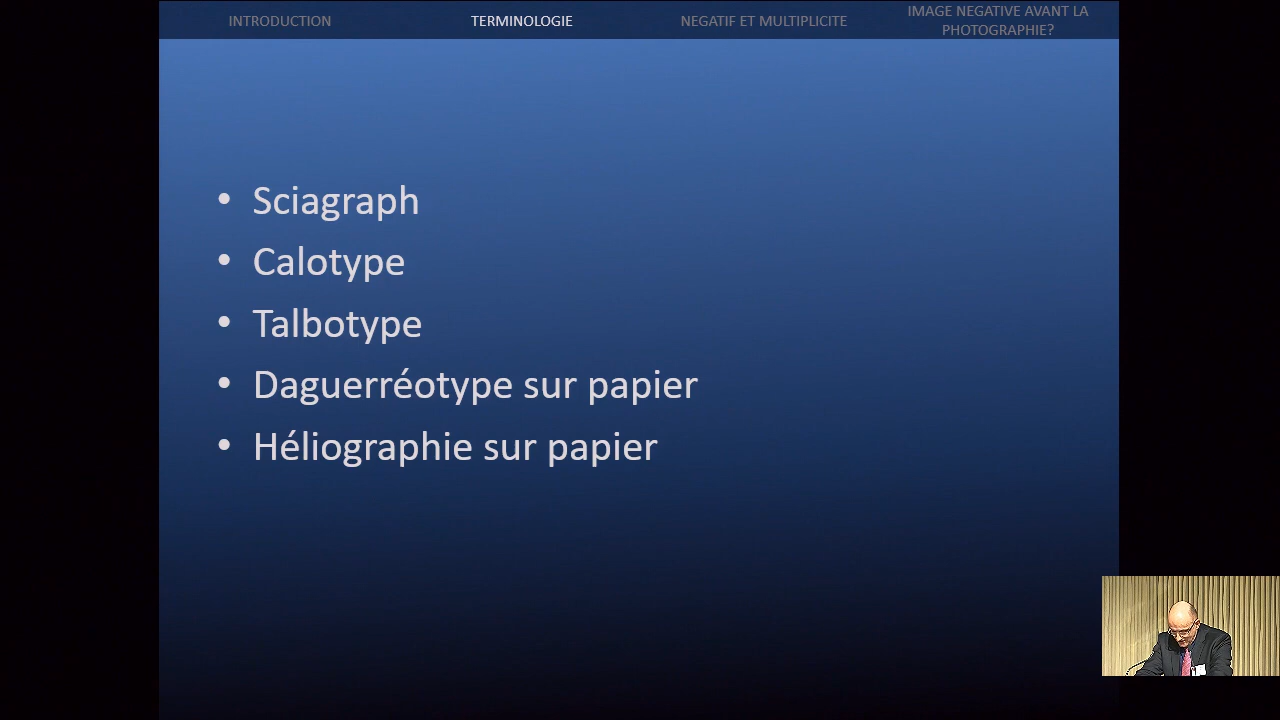 INTRODUCTION
TERMINOLOGIE
NEGATIF ET MULTIPLICITE
IMAGE NEGATIVE AVANT LA
PHOTOGRAPHIE?
• Sciagraph
• Calotype
• Talbotype
• Daguerréotype sur papier
• Héliographie sur papier